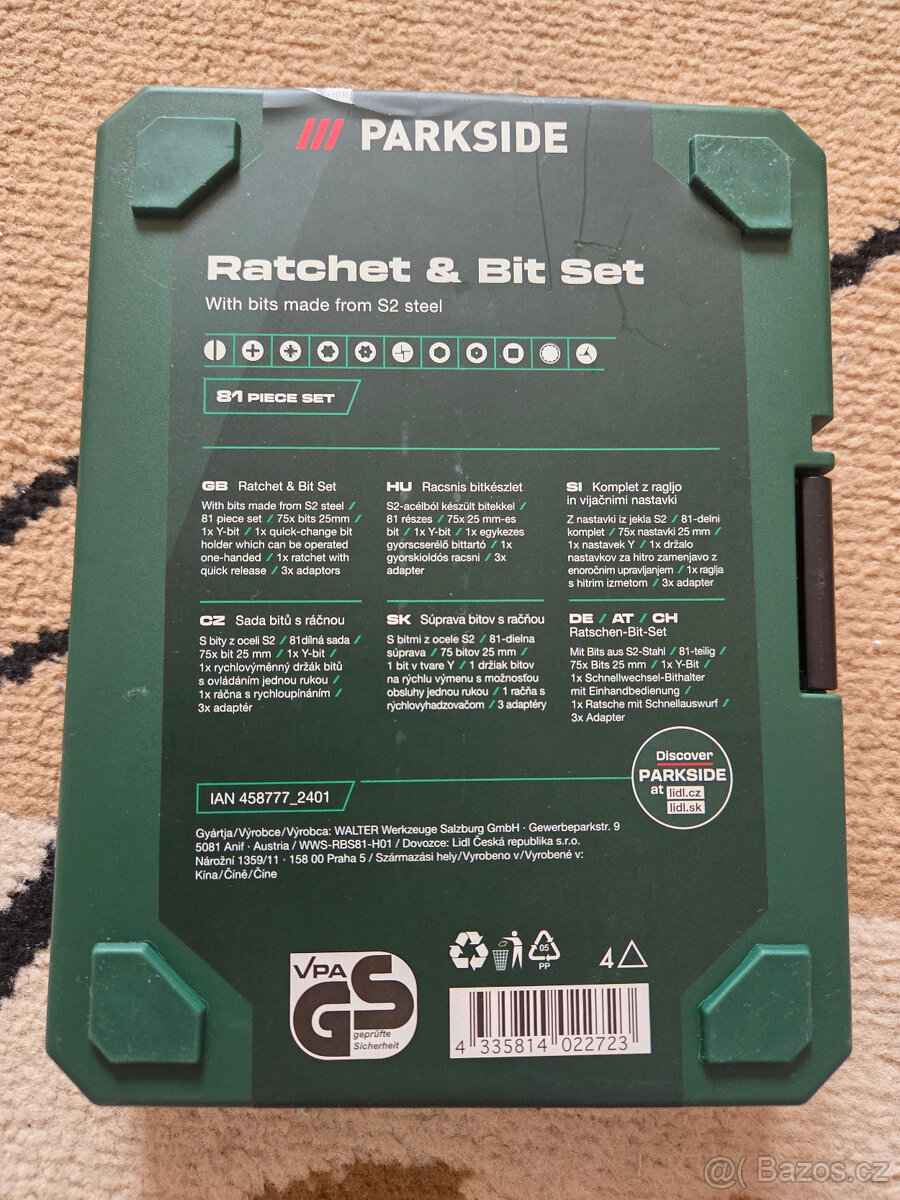 PARKSIDE
Ratchet & Bit Set
With bits made from S2 steel
81 PIECE SET
GB Ratchet & Bit Set
With bits made from S2 steel /
81 piece set / 75x bits 25mm /
1x Y-bit / 1x quick-change bit
holder which can be operated
one-handed / 1x ratchet with
quick release / 3x adaptors
HU Racsnis bitkészlet
S2-acélból készült bitekkel /
81 részes / 75x 25 mm-es
bit / 1x Y-bit / 1x egykezes
gyorscserélő bittartó / 1x
gyorskioldós racsni / 3x
adapter
SI Komplet z ragljo
in vijačnimi nastavki
Z nastavki iz jekla S2 / 81-delni
komplet / 75x nastavki 25 mm /
1x nastavek Y / 1x držalo
nastavkov za hitro zamenjavo z
enoročnim upravljanjem / 1x raglja
s hitrim izmetom / 3x adapter
CZ Sada bitů s ráčnou
S bity z oceli S2 / 81dílná sada /
75x bit 25 mm / 1x Y-bit /
1x rychlovýměnný držák bitů
s ovládáním jednou rukou /
1x ráčna s rychloupínáním /
3x adaptér
SK Súprava bitov s račňou
S bitmi z ocele S2 / 81-dielna
súprava / 75 bitov 25 mm /
1 bit v tvare Y / 1 držiak bitov
na rýchlu výmenu s možnosťou
obsluhy jednou rukou / 1 račňa s
rýchlovyhadzovačom / 3 adaptéry
DE / AT / CH
Ratschen-Bit-Set
Mit Bits aus S2-Stahl / 81-teilig /
75x Bits 25 mm / 1x Y-Bit /
1x Schnellwechsel-Bithalter
mit Einhandbedienung /
1x Ratsche mit Schnellauswurf /
3x Adapter
Discover
PARKSIDE
at lidl.cz
lidl.sk
IAN 458777_2401
Gyártja/Výrobce/Výrobca: WALTER Werkzeuge Salzburg GmbH · Gewerbeparkstr. 9
5081 Anif · Austria / WWS-RBS81-H01 / Dovozce: Lidl Česká republika s.r.o.
Nárožní 1359/11 · 158 00 Praha 5 / Származási hely/Vyrobeno v/Vyrobené v:
Kína/Číně/Číne
VPA
GS
geprüfte
Sicherheit
05
PP
4
4 335814 022723
@( Bazos.cz